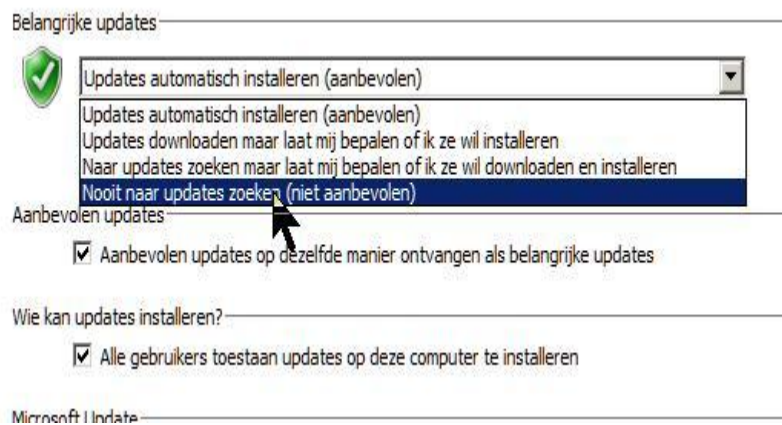 Belangrijke updates
Updates automatisch installeren (aanbevolen)
Updates automatisch installeren (aanbevolen)
Updates downloaden maar laat mij bepalen of ik ze wil installeren
Naar updates zoeken maar laat mij bepalen of ik ze wil downloaden en installeren
Nooit naar updates zoeken (niet aanbevolen)
Aanbevolen updates
Aanbevolen updates op dezelfde manier ontvangen als belangrijke updates
Wie kan updates installeren?
Alle gebruikers toestaan updates op deze computer te installeren
Microsoft Update